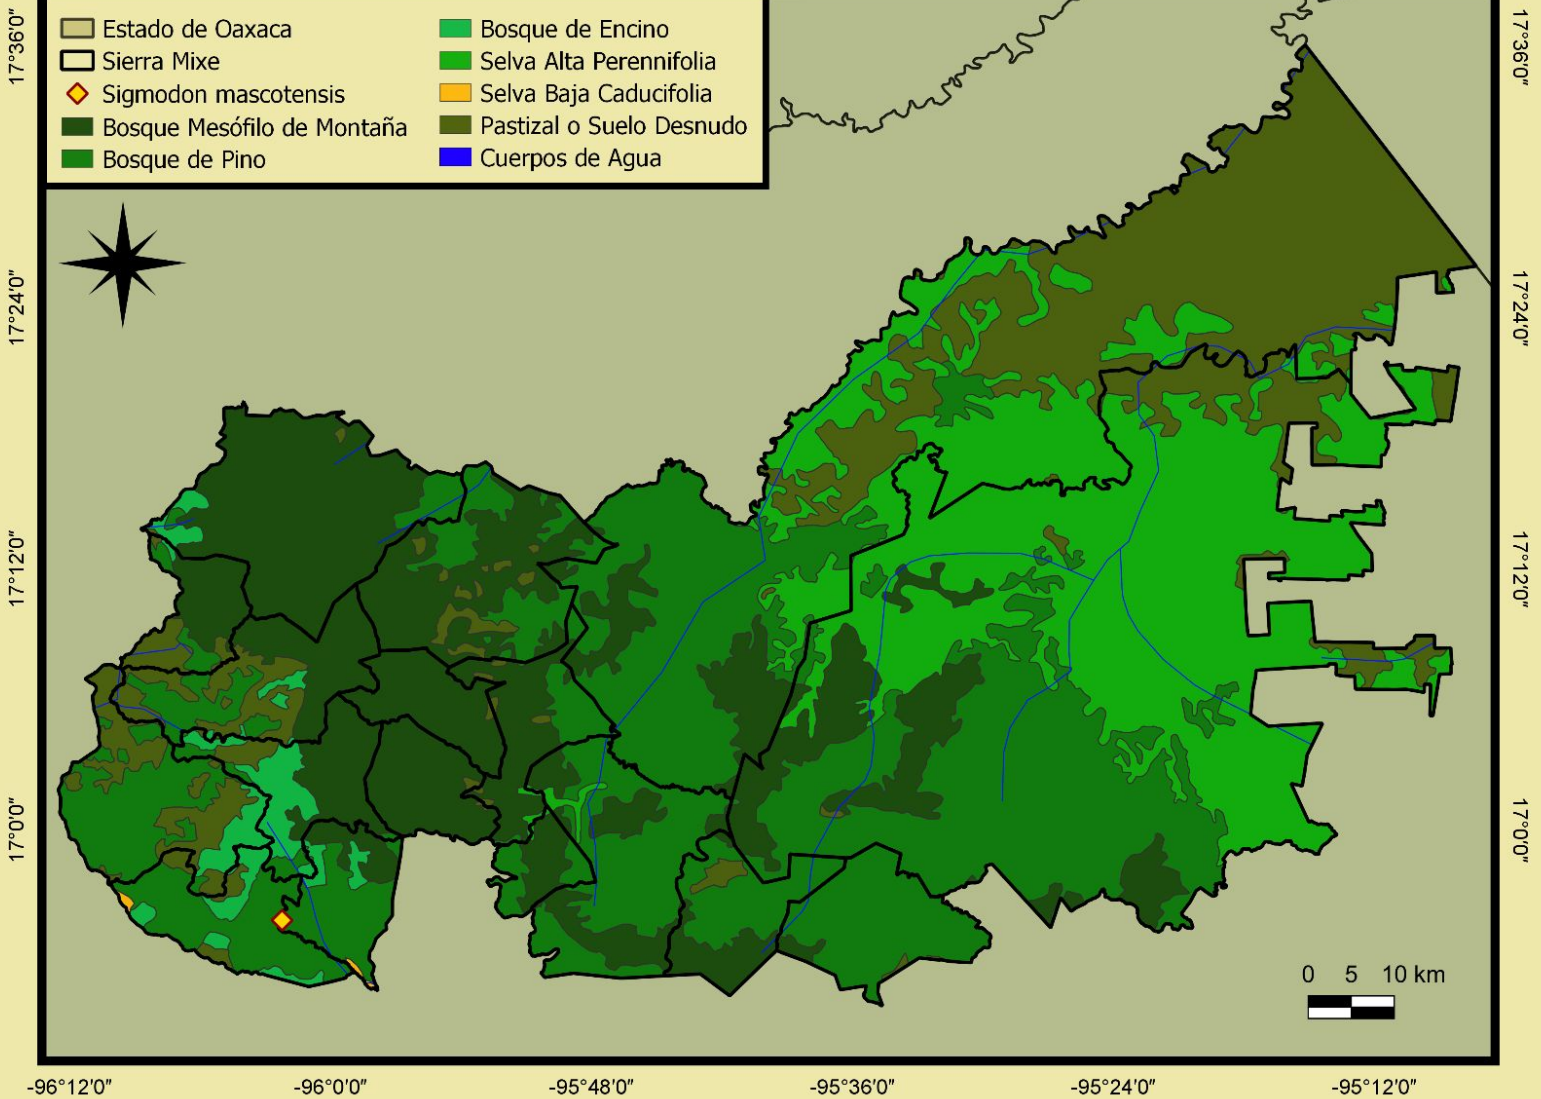 Estado de Oaxaca
Sierra Mixe
Sigmodon mascotensis
Bosque Mesófilo de Montaña
Bosque de Pino
Bosque de Encino
Selva Alta Perennifolia
Selva Baja Caducifolia
Pastizal o Suelo Desnudo
Cuerpos de Agua
17°36'0"
17°24'0"
17°12'0"
17°0'0"
17°36'0"
17°24'0"
17°12'0"
17°0'0"
0 5 10 km
-96°12'0" -96°0'0" -95°48'0" -95°36'0" -95°24'0" -95°12'0"